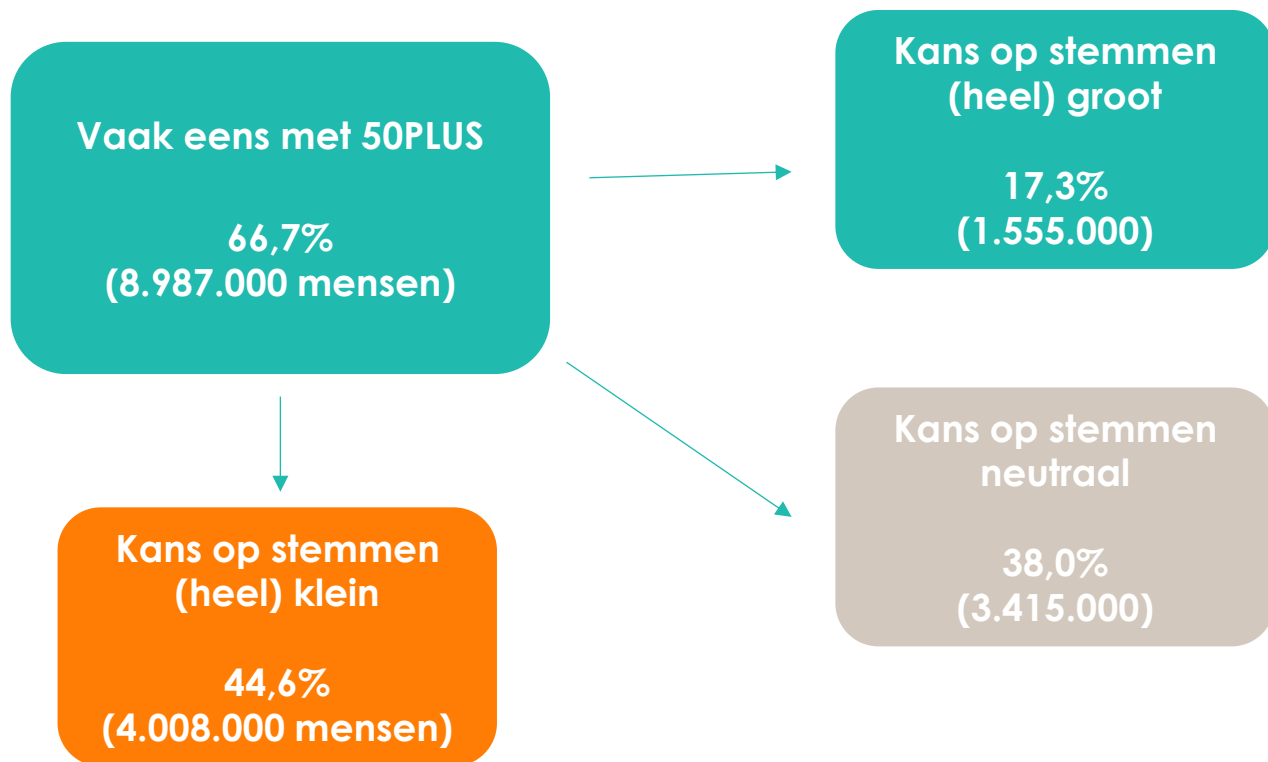 Vaak eens met 50PLUS
66,7%
(8.987.000 mensen)
Kans op stemmen
(heel) groot
17,3%
(1.555.000)
Kans op stemmen
neutraal
38,0%
(3.415.000)
Kans op stemmen
(heel) klein
44,6%
(4.008.000 mensen)